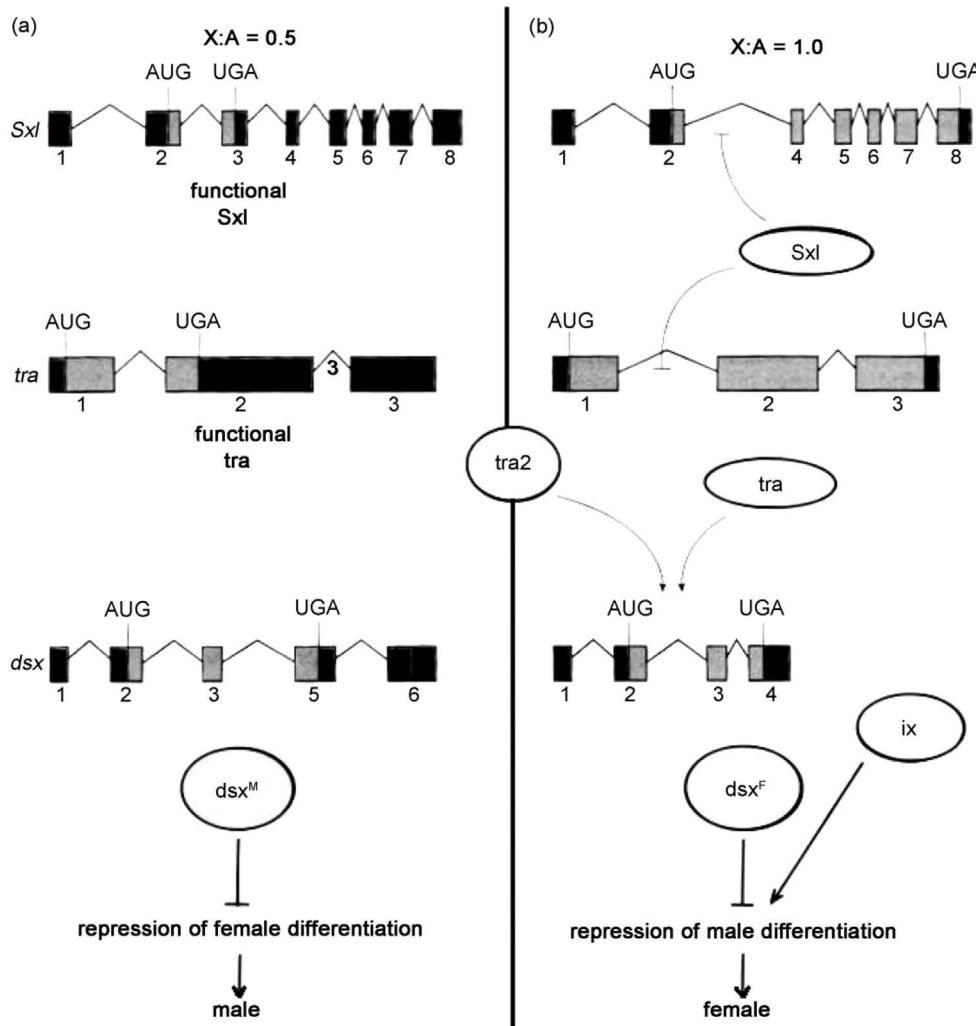 (a)
X:A = 0.5
AUG UGA
Sxl
1 2 3 4 5 6 7 8
functional
Sxl
AUG UGA
tra
3
1 2 3
functional
tra
AUG UGA
dsx
1 2 3 5 6
dsxᴹ
repression of female differentiation
male
(b)
X:A = 1.0
AUG UGA
1 2 4 5 6 7 8
Sxl
AUG UGA
1 2 3
tra2
tra
AUG UGA
1 2 3 4
ix
dsxF
repression of male differentiation
female